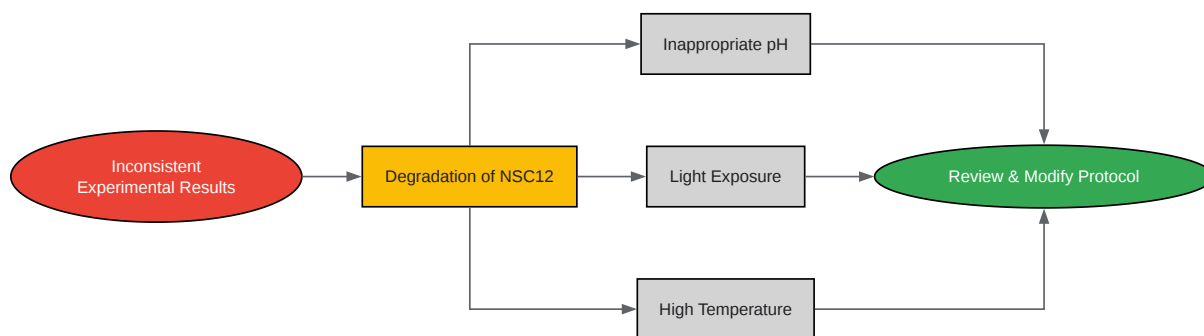 Inappropriate pH
Inconsistent
Experimental Results
Degradation of NSC12
Light Exposure
Review & Modify Protocol
High Temperature